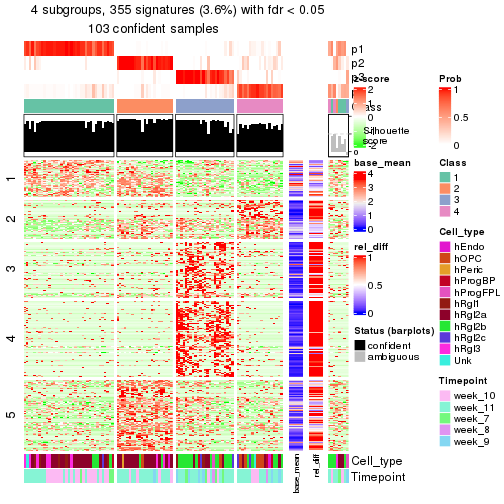 4 subgroups, 355 signatures (3.6%) with fdr < 0.05
103 confident samples
p1
p2
p3
Class
Silhouette
score
0
1
2
3
4
5
base_mean
rel_diff
Cell_type
Timepoint
z-score
2
1
0
-2
base_mean
4
3
2
1
0
rel_diff
1
0.5
0
Status (barplots)
confident
ambiguous
Prob
1
0.5
0
Class
1
2
3
4
Cell_type:
hEndo
hOPC
hPeric
hProgBP
hProgFPL
hRgl1
hRgl2a
hRgl2b
hRgl2c
hRgl3
Unk
Timepoint
week_10
week_11
week_7
week_8
week_9